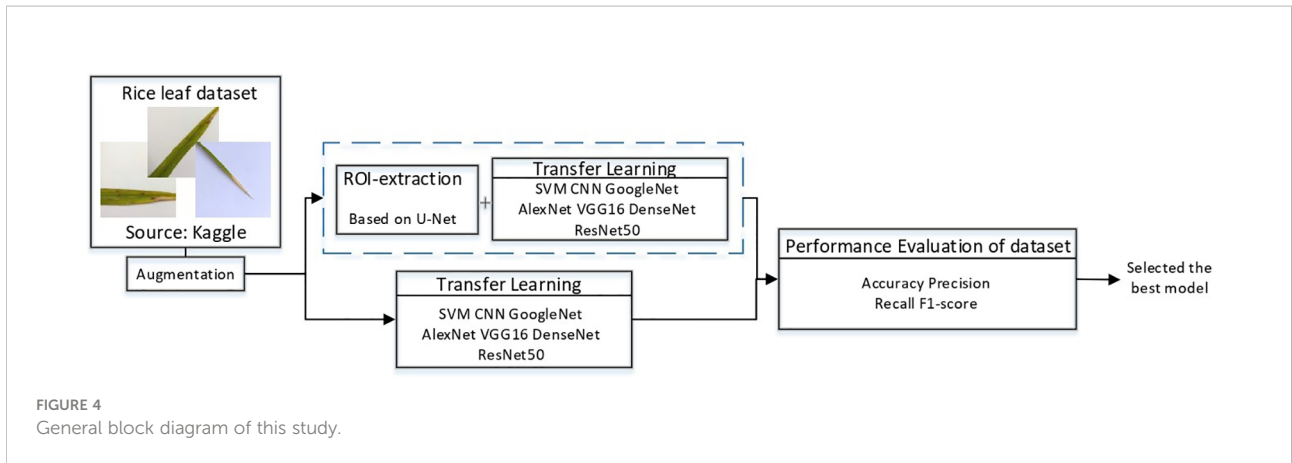 Rice leaf dataset
Source: Kaggle
Augmentation
ROI-extraction
Based on U-Net
+
Transfer Learning
SVM CNN GoogleNet
AlexNet VGG16 DenseNet
ResNet50
Transfer Learning
SVM CNN GoogleNet
AlexNet VGG16 DenseNet
ResNet50
Performance Evaluation of dataset
Accuracy Precision
Recall F1-score
Selected the
best model
FIGURE 4
General block diagram of this study.